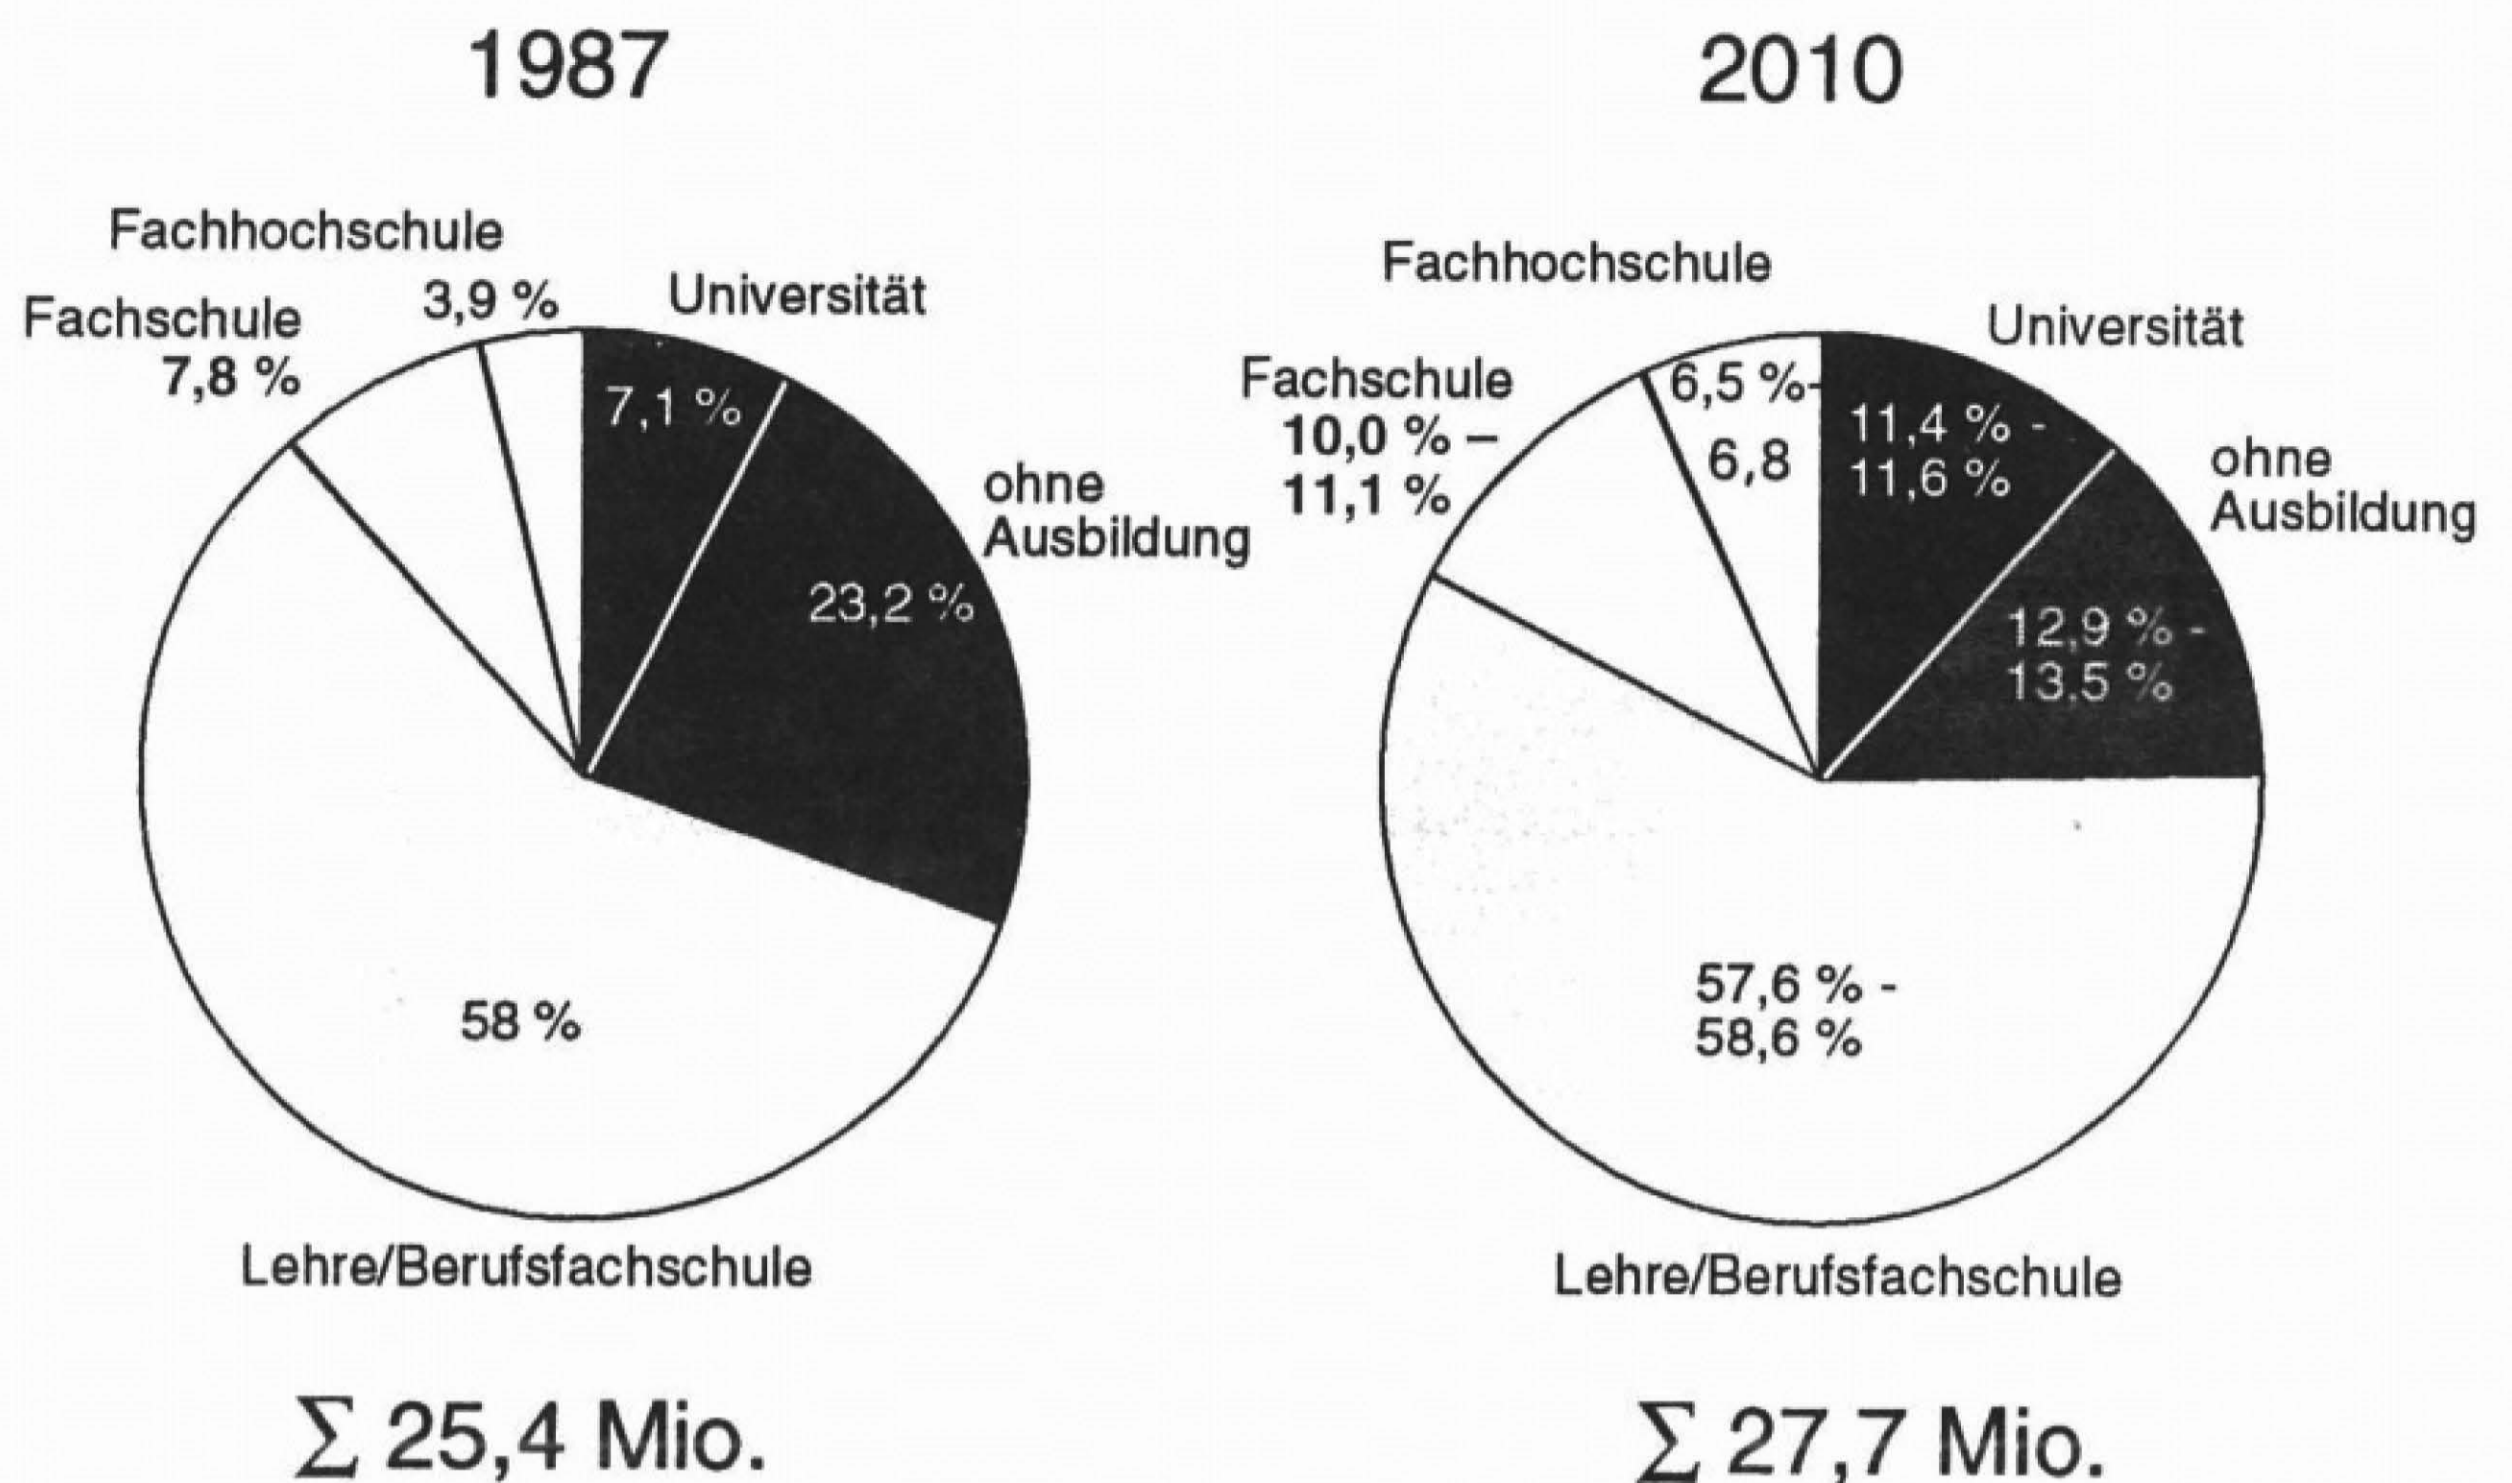 1987
Fachhochschule
3,9 %
Fachschule
7,8 %
Universität
7,1 %
ohne
Ausbildung
23,2 %
58 %
Lehre/Berufsfachschule
∑ 25,4 Mio.
2010
Fachhochschule
6,5 %-
6,8
Universität
11,4 % -
11,6 %
Fachschule
10,0 % –
11,1 %
ohne
Ausbildung
12,9 % -
13,5 %
57,6 % -
58,6 %
Lehre/Berufsfachschule
∑ 27,7 Mio.